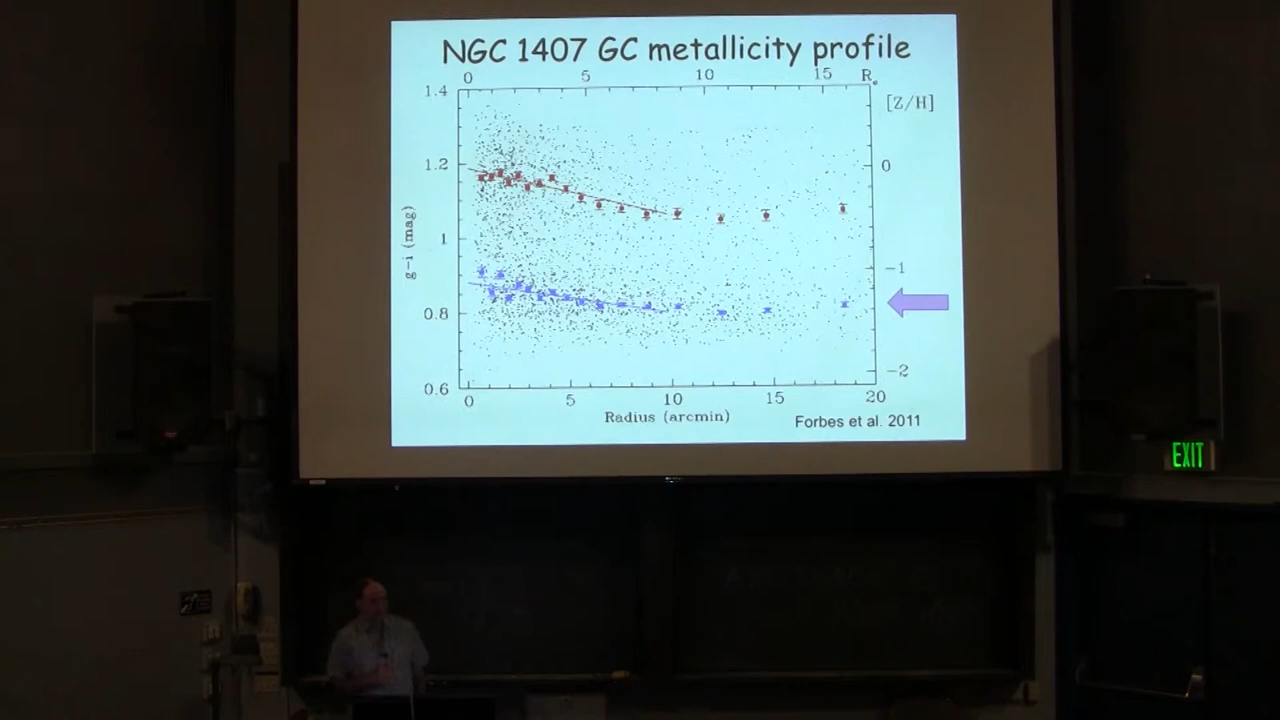 NGC 1407 GC metallicity profile
0 5 10 15 Re
1.4
[Z/H]
1.2
0
1
g-i (mag)
-1
0.8
-2
0.6
0 5 10 15 20
Radius (arcmin)
Forbes et al. 2011
EXIT